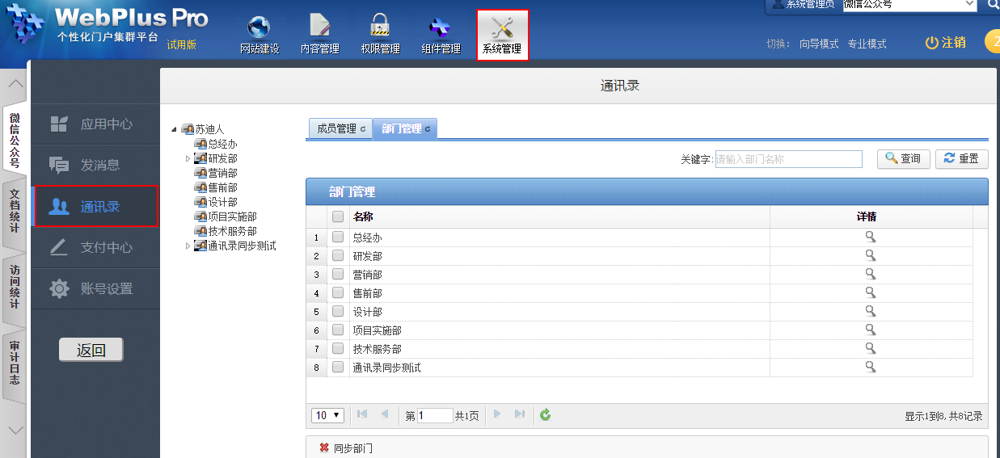 WebPlus Pro
个性化门户集群平台 试用版
网站建设 内容管理 权限管理 组件管理 系统管理
系统管理员 微信公众号
切换： 向导模式 专业模式 注销 2
微信公众号
文档统计
访问统计
审计日志
应用中心
发消息
通讯录
支付中心
账号设置
返回
通讯录
苏迪人
总经办
研发部
营销部
售前部
设计部
项目实施部
技术服务部
通讯录同步测试
成员管理 部门管理
关键字: 请输入部门名称 查询 重置
部门管理
名称 详情
1 总经办
2 研发部
3 营销部
4 售前部
5 设计部
6 项目实施部
7 技术服务部
8 通讯录同步测试
10 第 1 共1页 显示1到8, 共8记录
同步部门